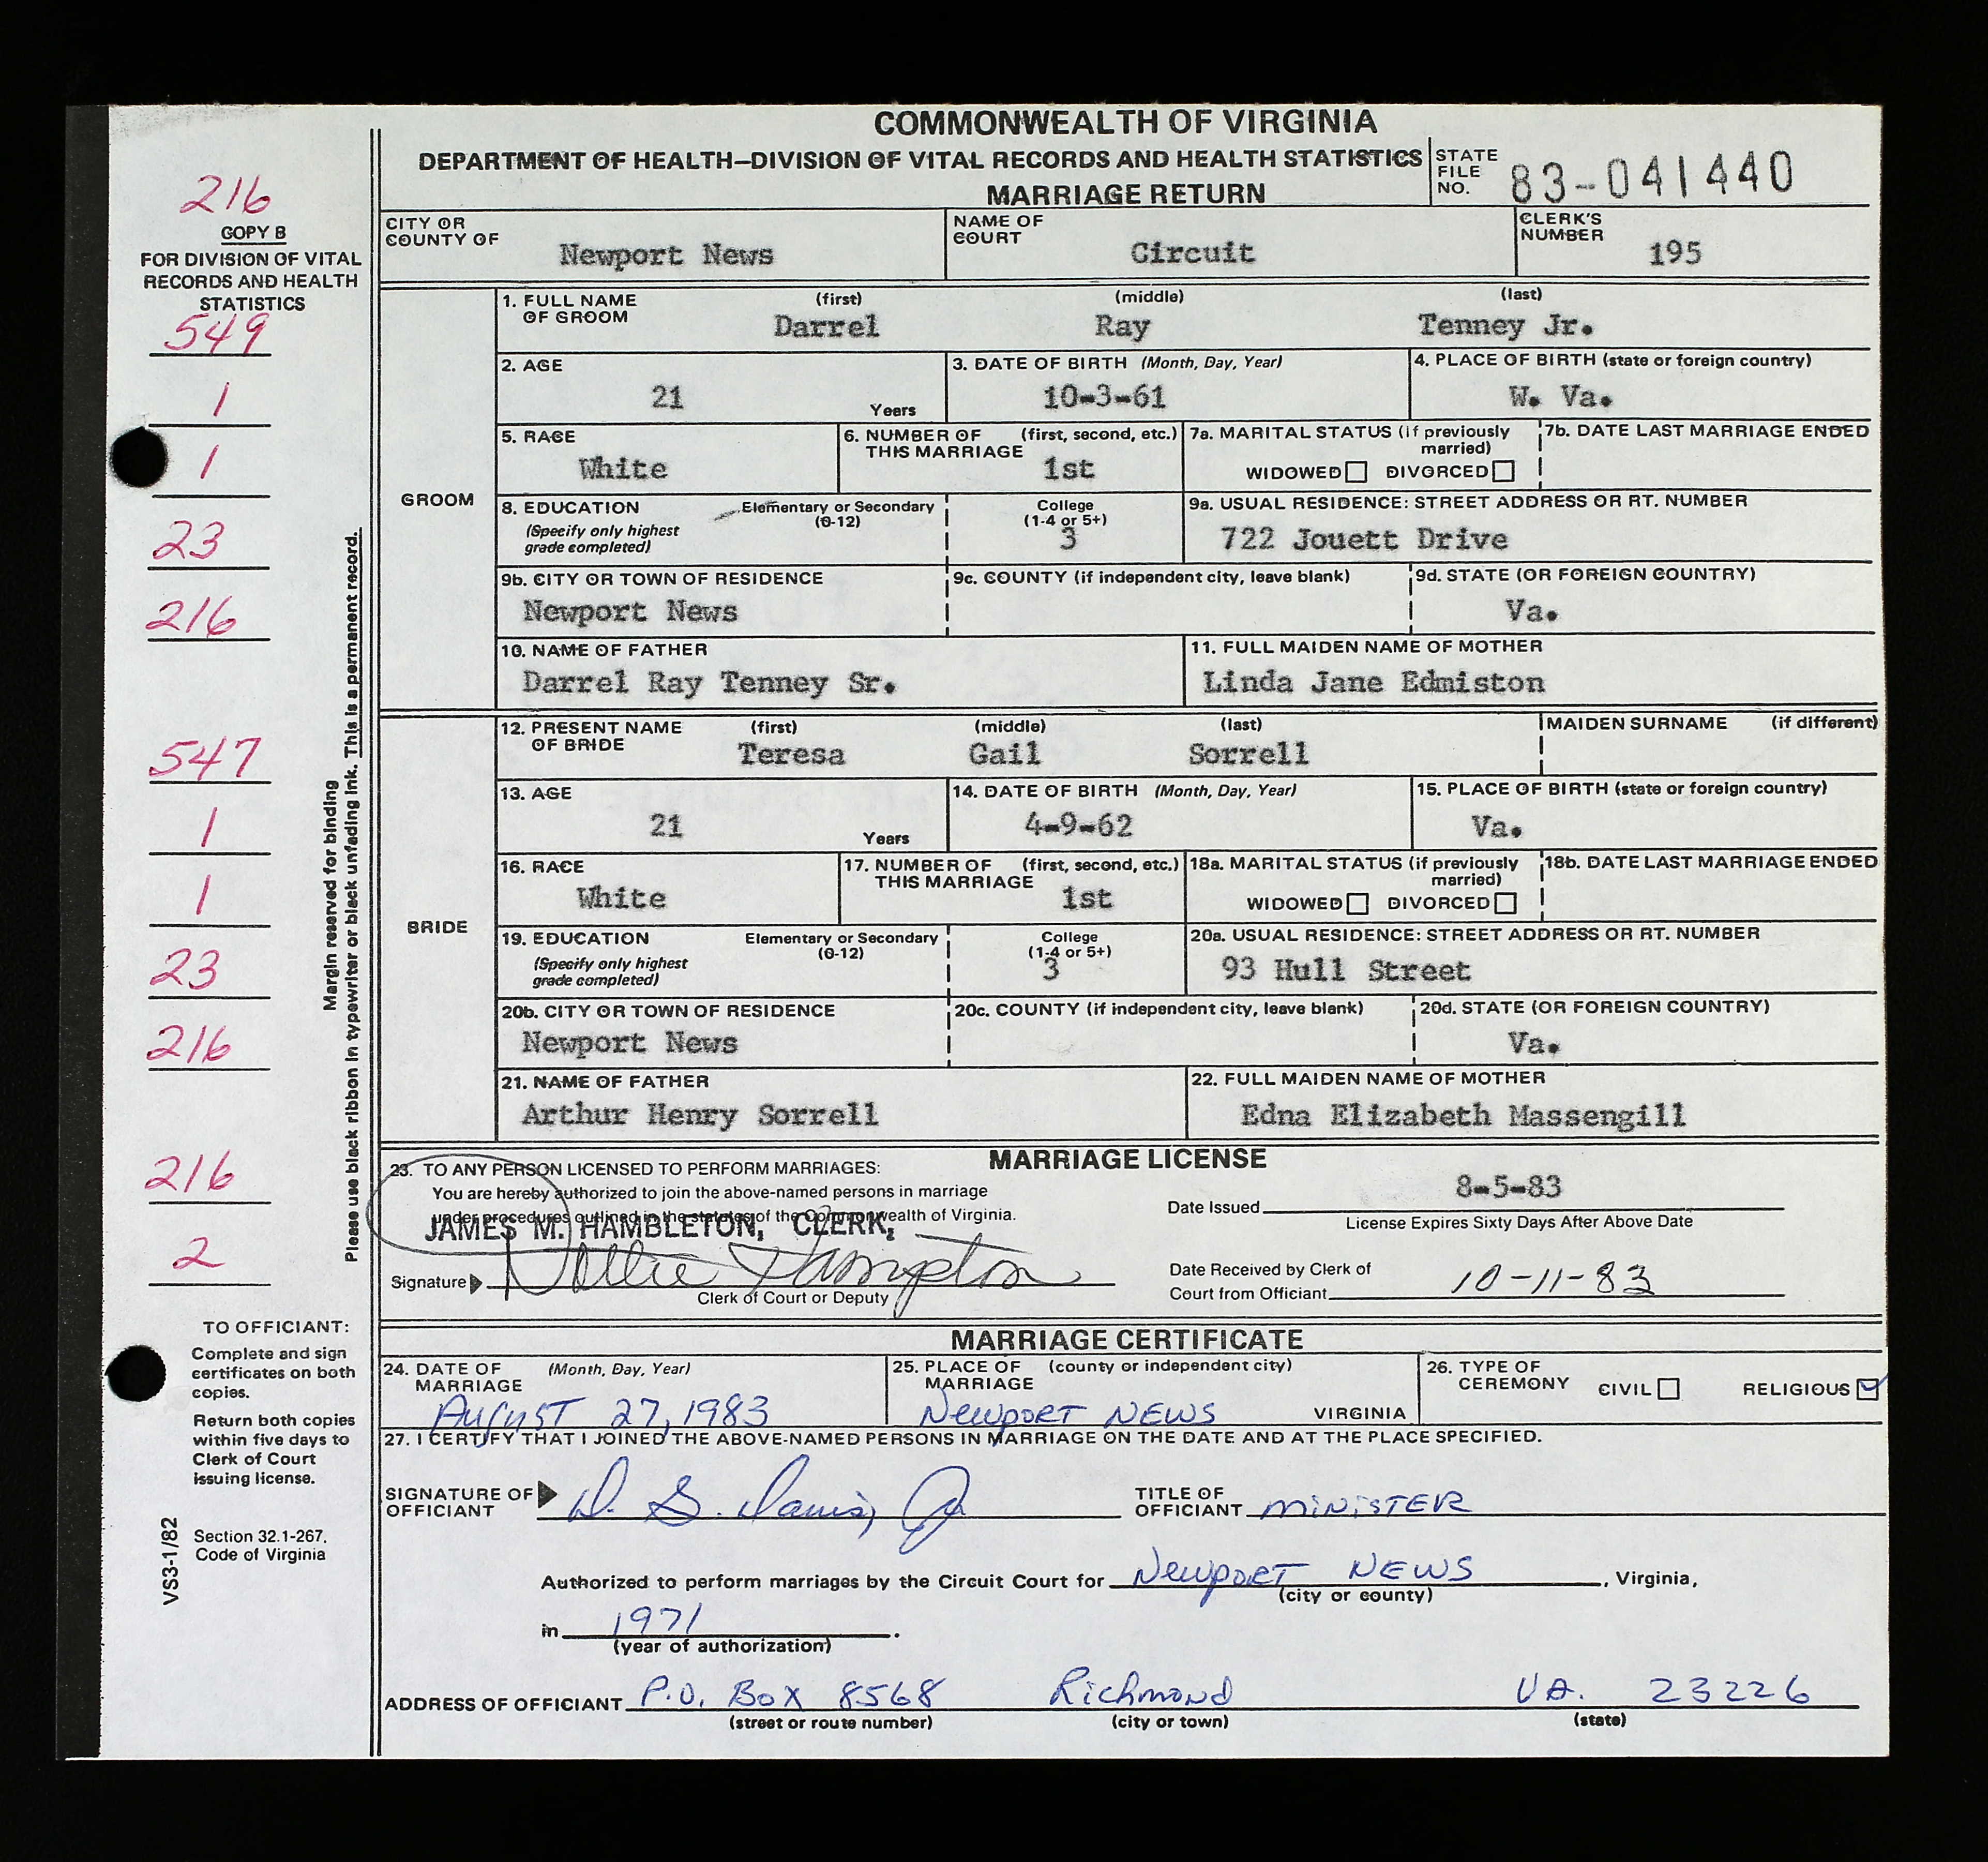 COMMONWEALTH OF VIRGINIA
DEPARTMENT OF HEALTH—DIVISION OF VITAL RECORDS AND HEALTH STATISTICS
MARRIAGE RETURN
STATE FILE NO. 83-041440
216
COPY B
FOR DIVISION OF VITAL
RECORDS AND HEALTH
STATISTICS
549
1
1
23
216
547
1
1
23
216
216
2
Margin reserved for binding
Please use black ribbon in typewriter or black unfading ink. This is a permanent record.
TO OFFICIANT:
Complete and sign
certificates on both
copies.
Return both copies
within five days to
Clerk of Court
issuing license.
Section 32.1-267,
Code of Virginia
VS3-1/82
CITY OR COUNTY OF Newport News
NAME OF COURT Circuit
CLERK'S NUMBER 195
GROOM
1. FULL NAME OF GROOM (first) Darrel (middle) Ray (last) Tenney Jr.
2. AGE 21 Years
3. DATE OF BIRTH (Month, Day, Year) 10-3-61
4. PLACE OF BIRTH (state or foreign country) W. Va.
5. RACE White
6. NUMBER OF THIS MARRIAGE (first, second, etc.) 1st
7a. MARITAL STATUS (if previously married) WIDOWED DIVORCED
7b. DATE LAST MARRIAGE ENDED
8. EDUCATION (Specify only highest grade completed) Elementary or Secondary (0-12) College (1-4 or 5+) 3
9a. USUAL RESIDENCE: STREET ADDRESS OR RT. NUMBER 722 Jouett Drive
9b. CITY OR TOWN OF RESIDENCE Newport News
9c. COUNTY (if independent city, leave blank)
9d. STATE (OR FOREIGN COUNTRY) Va.
10. NAME OF FATHER Darrel Ray Tenney Sr.
11. FULL MAIDEN NAME OF MOTHER Linda Jane Edmiston
BRIDE
12. PRESENT NAME OF BRIDE (first) Teresa (middle) Gail (last) Sorrell MAIDEN SURNAME (if different)
13. AGE 21 Years
14. DATE OF BIRTH (Month, Day, Year) 4-9-62
15. PLACE OF BIRTH (state or foreign country) Va.
16. RACE White
17. NUMBER OF THIS MARRIAGE (first, second, etc.) 1st
18a. MARITAL STATUS (if previously married) WIDOWED DIVORCED
18b. DATE LAST MARRIAGE ENDED
19. EDUCATION (Specify only highest grade completed) Elementary or Secondary (0-12) College (1-4 or 5+) 3
20a. USUAL RESIDENCE: STREET ADDRESS OR RT. NUMBER 93 Hull Street
20b. CITY OR TOWN OF RESIDENCE Newport News
20c. COUNTY (if independent city, leave blank)
20d. STATE (OR FOREIGN COUNTRY) Va.
21. NAME OF FATHER Arthur Henry Sorrell
22. FULL MAIDEN NAME OF MOTHER Edna Elizabeth Massengill
MARRIAGE LICENSE
23. TO ANY PERSON LICENSED TO PERFORM MARRIAGES:
You are hereby authorized to join the above-named persons in marriage
under procedures outlined in the statutes of the Commonwealth of Virginia.
JAMES M. HAMBLETON, CLERK,
Signature Hampton
Clerk of Court or Deputy
Date Issued 8-5-83
License Expires Sixty Days After Above Date
Date Received by Clerk of
Court from Officiant 10-11-83
MARRIAGE CERTIFICATE
24. DATE OF MARRIAGE (Month, Day, Year) August 27, 1983
25. PLACE OF MARRIAGE (county or independent city) Newport News VIRGINIA
26. TYPE OF CEREMONY CIVIL RELIGIOUS
27. I CERTIFY THAT I JOINED THE ABOVE-NAMED PERSONS IN MARRIAGE ON THE DATE AND AT THE PLACE SPECIFIED.
SIGNATURE OF OFFICIANT D. G. Davis, Jr
TITLE OF OFFICIANT MINISTER
Authorized to perform marriages by the Circuit Court for Newport News, Virginia,
(city or county)
in 1971.
(year of authorization)
ADDRESS OF OFFICIANT P.O. Box 8568 Richmond VA. 23226
(street or route number) (city or town) (state)